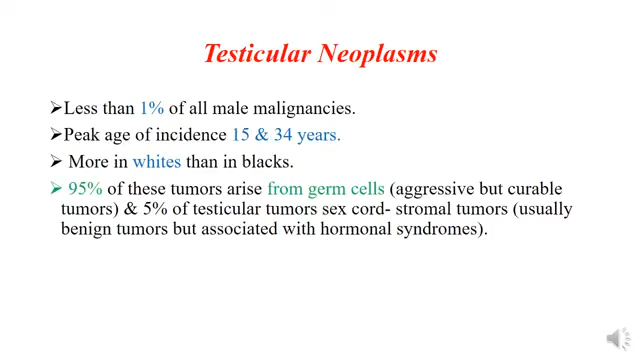 Testicular Neoplasms
➢Less than 1% of all male malignancies.
➢Peak age of incidence 15 & 34 years.
➢ More in whites than in blacks.
➢ 95% of these tumors arise from germ cells (aggressive but curable
tumors) & 5% of testicular tumors sex cord- stromal tumors (usually
benign tumors but associated with hormonal syndromes).